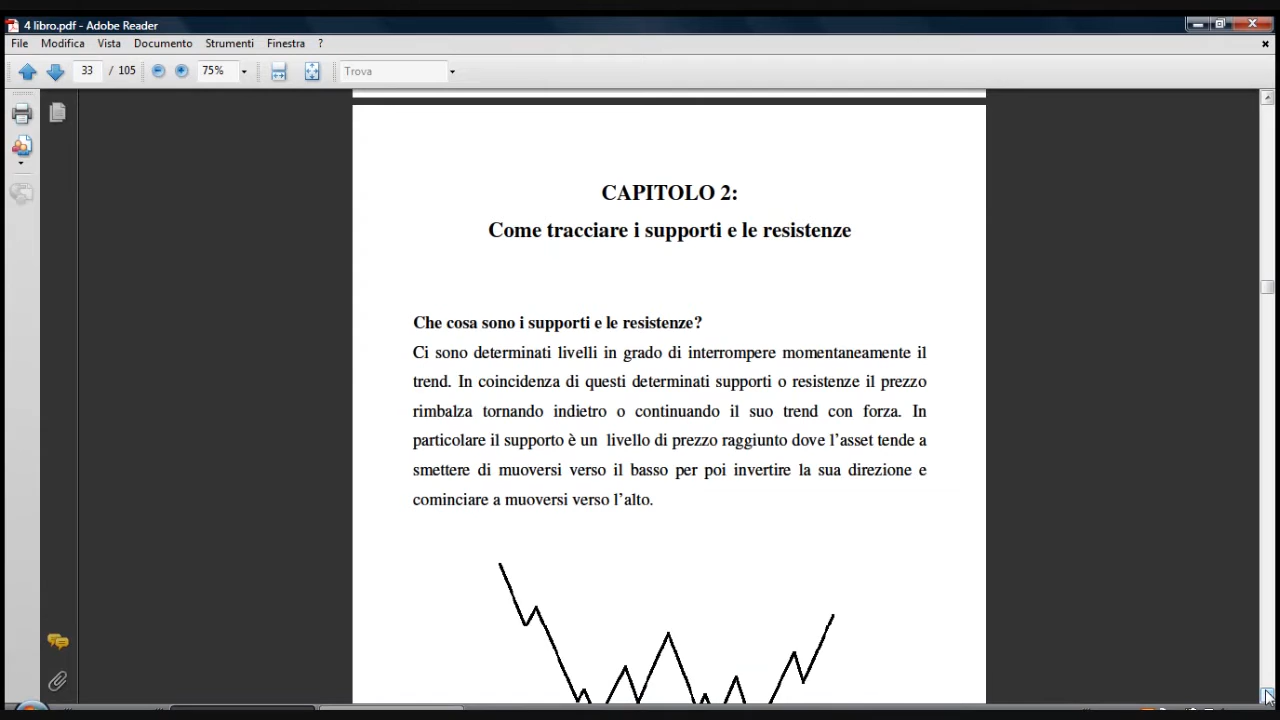 4 libro.pdf - Adobe Reader
File Modifica Vista Documento Strumenti Finestra ?
33 / 105 75% Trova
CAPITOLO 2:
Come tracciare i supporti e le resistenze
Che cosa sono i supporti e le resistenze?
Ci sono determinati livelli in grado di interrompere momentaneamente il
trend. In coincidenza di questi determinati supporti o resistenze il prezzo
rimbalza tornando indietro o continuando il suo trend con forza. In
particolare il supporto è un livello di prezzo raggiunto dove l’asset tende a
smettere di muoversi verso il basso per poi invertire la sua direzione e
cominciare a muoversi verso l’alto.